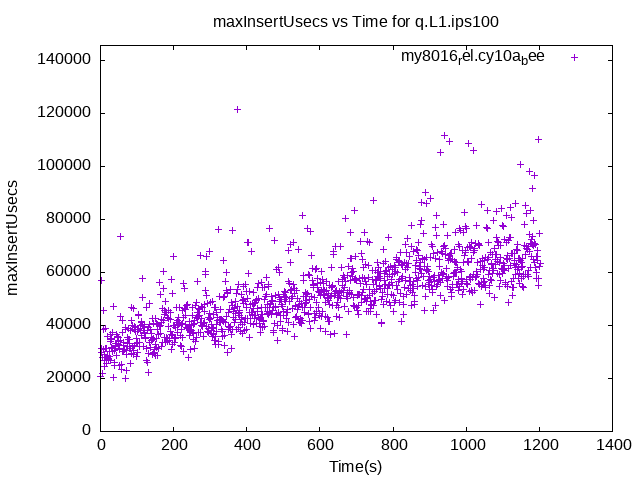 maxInsertUsecs vs Time for q.L1.ips100
my8016rel.cy10abee
maxInsertUsecs
140000
120000
100000
80000
60000
40000
20000
0
0 200 400 600 800 1000 1200 1400
Time(s)